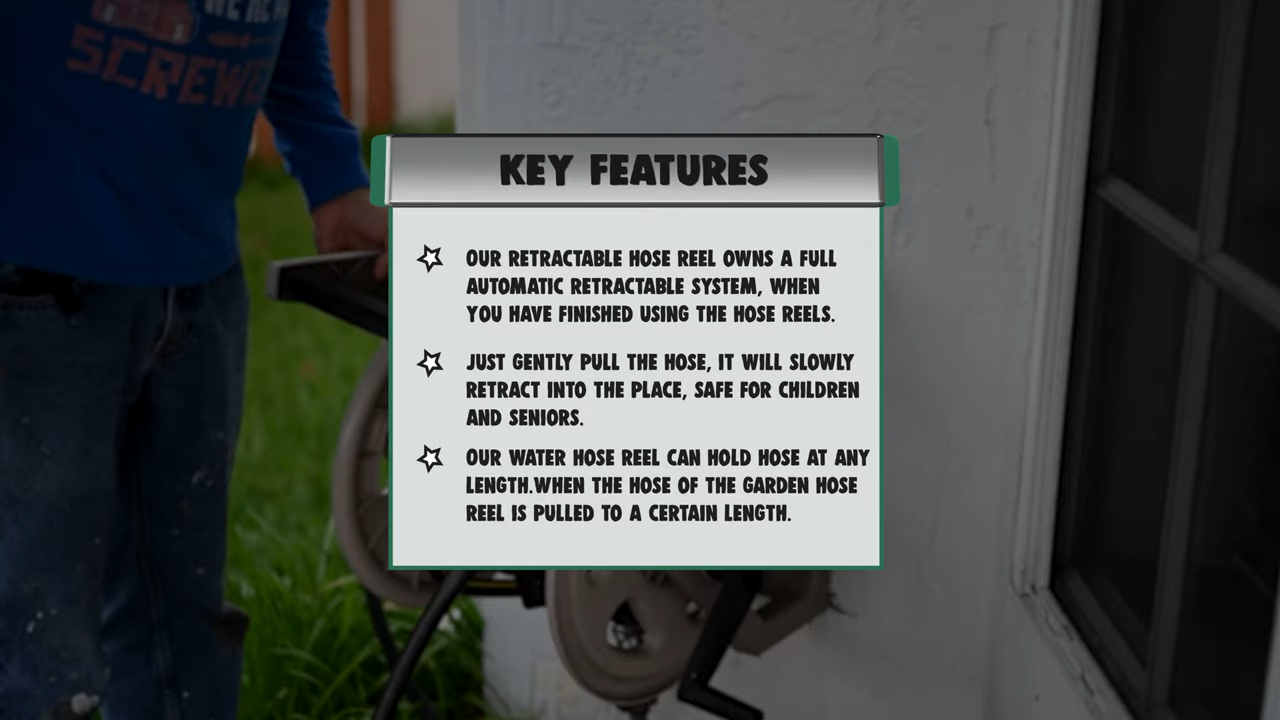 WE'RE A
SCREWE
KEY FEATURES
OUR RETRACTABLE HOSE REEL OWNS A FULL
AUTOMATIC RETRACTABLE SYSTEM, WHEN
YOU HAVE FINISHED USING THE HOSE REELS.
JUST GENTLY PULL THE HOSE, IT WILL SLOWLY
RETRACT INTO THE PLACE, SAFE FOR CHILDREN
AND SENIORS.
OUR WATER HOSE REEL CAN HOLD HOSE AT ANY
LENGTH.WHEN THE HOSE OF THE GARDEN HOSE
REEL IS PULLED TO A CERTAIN LENGTH.